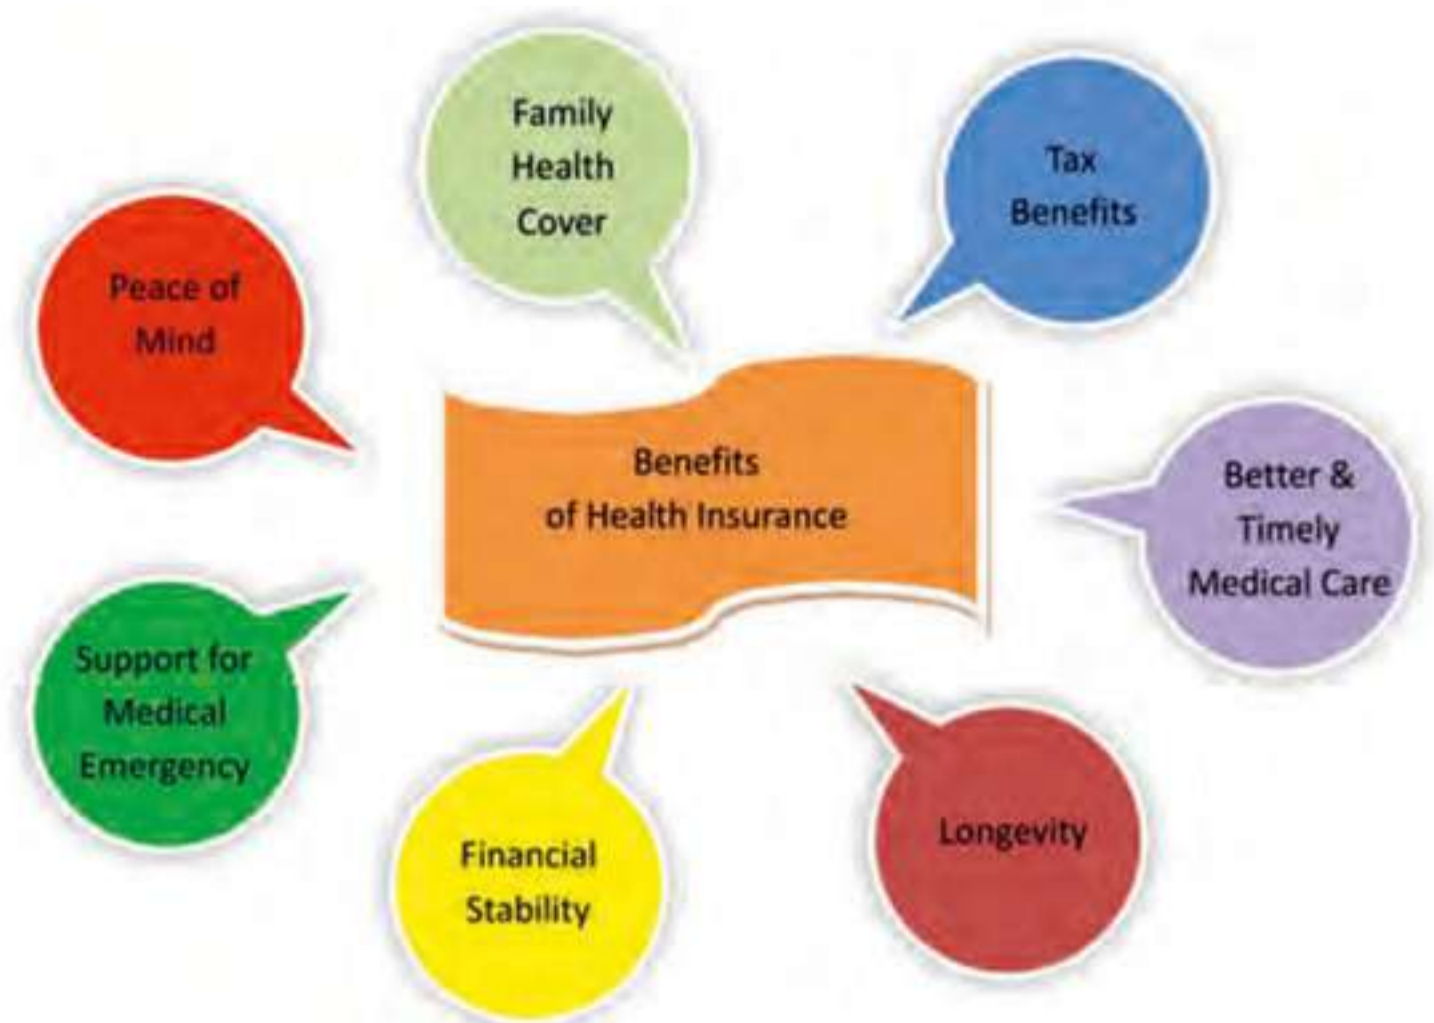 Family
Health
Cover
Tax
Benefits
Peace of
Mind
Benefits
of Health Insurance
Better &
Timely
Medical Care
Support for
Medical
Emergency
Financial
Stability
Longevity